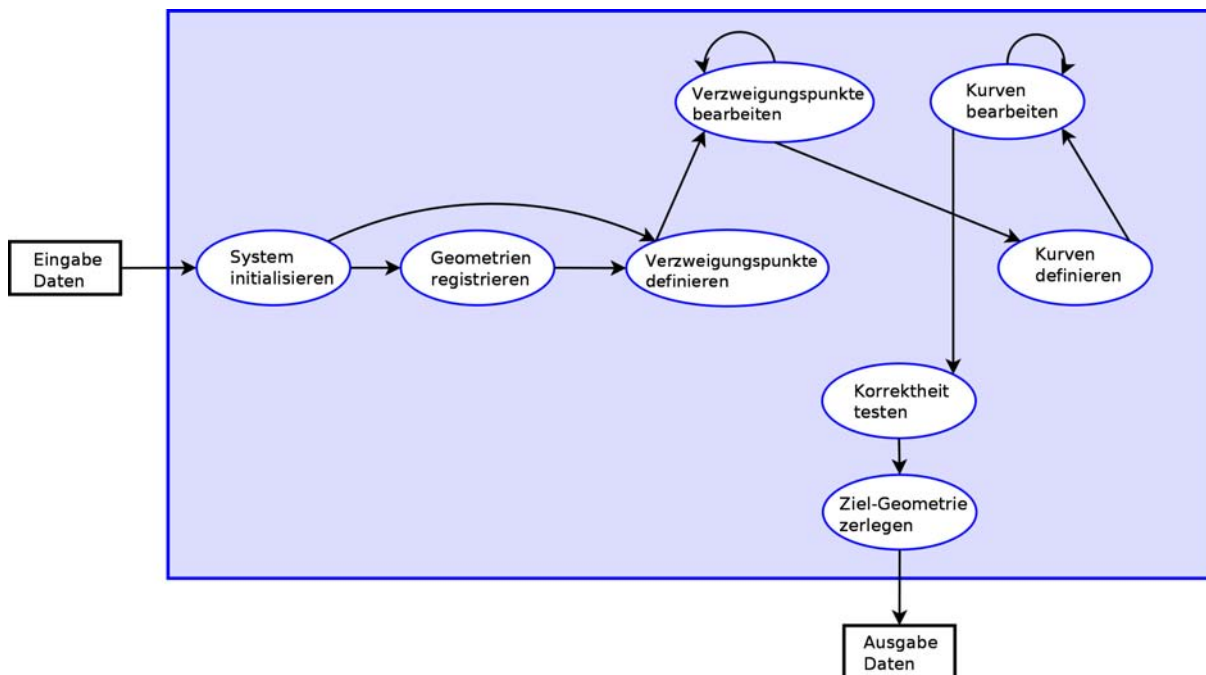 Verzweigungspunkte
bearbeiten
Kurven
bearbeiten
Eingabe
Daten
System
initialisieren
Geometrien
registrieren
Verzweigungspunkte
definieren
Kurven
definieren
Korrektheit
testen
Ziel-Geometrie
zerlegen
Ausgabe
Daten